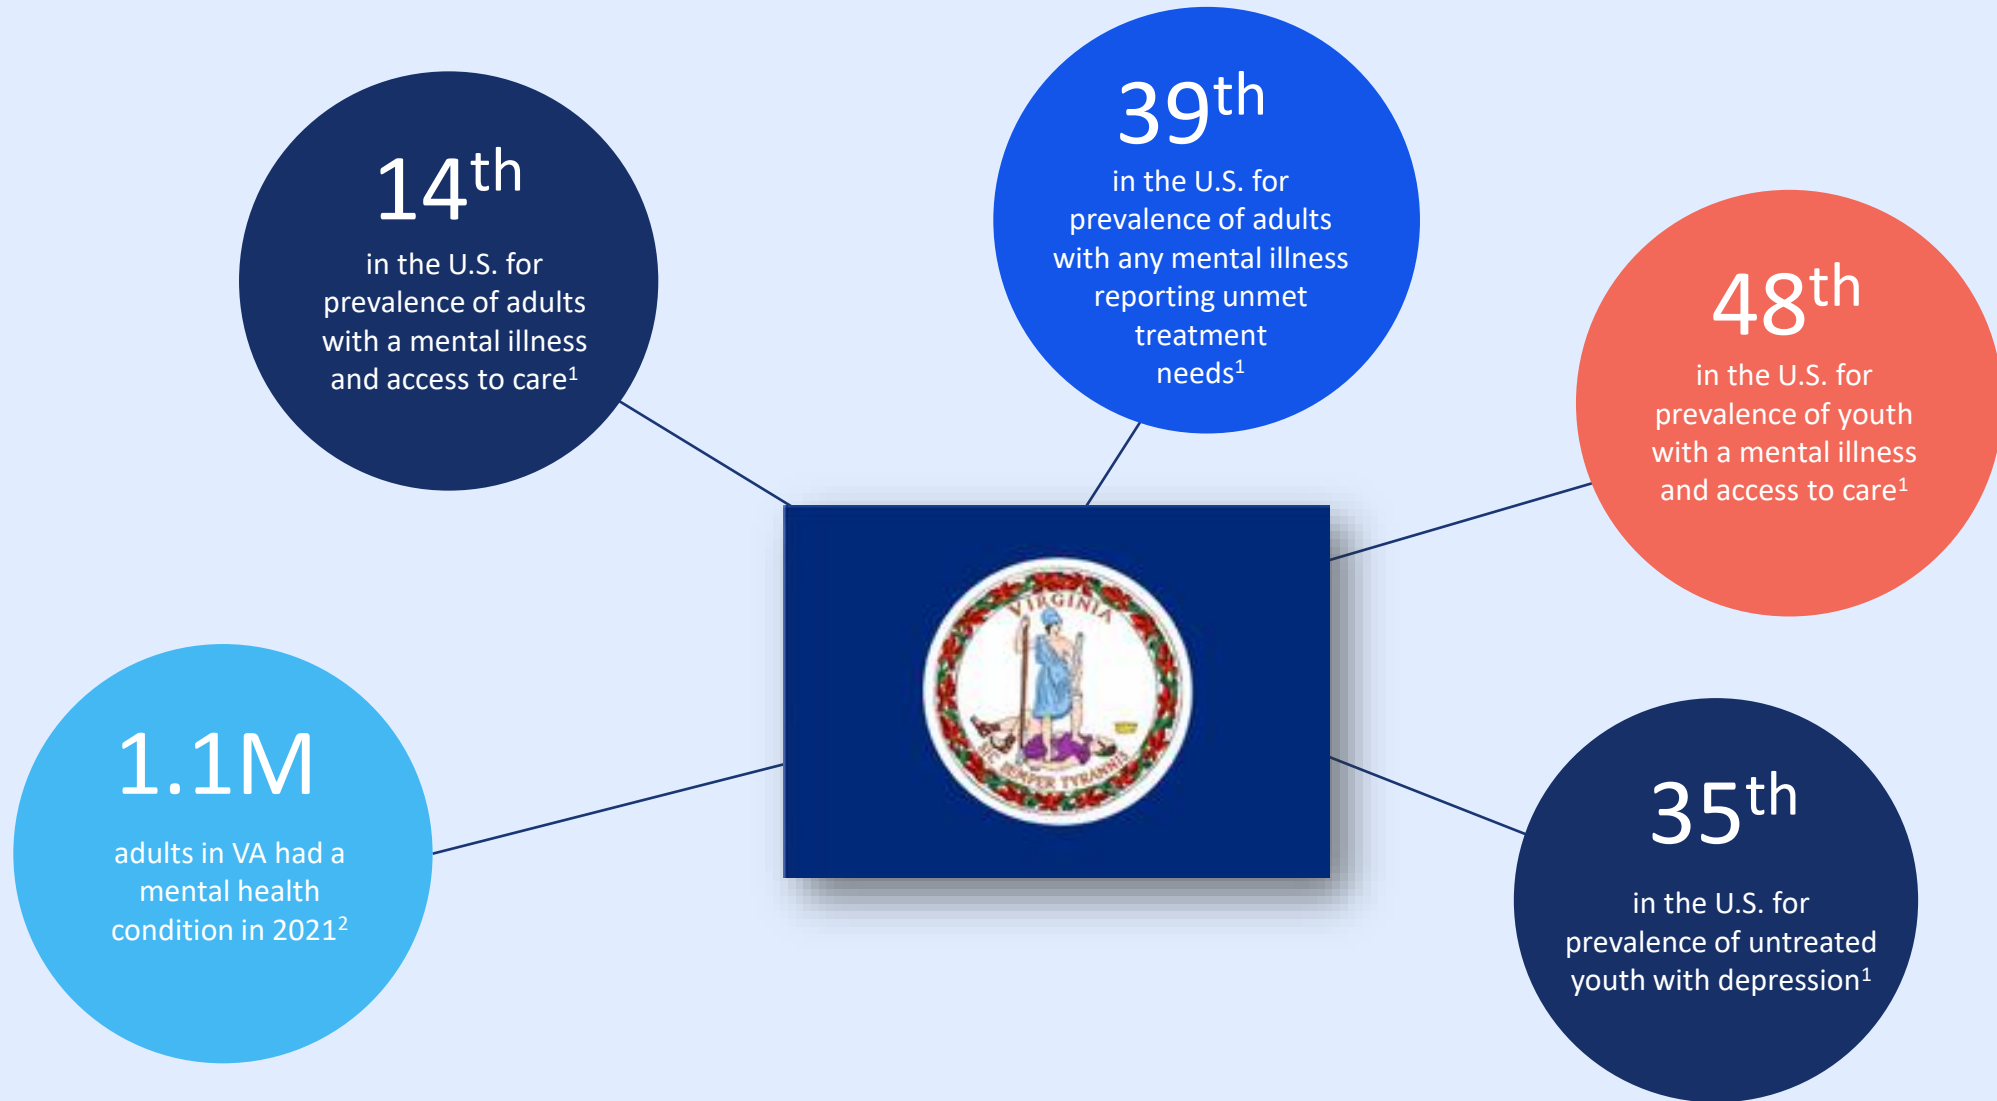 14th
in the U.S. for
prevalence of adults
with a mental illness
and access to care1
39th
in the U.S. for
prevalence of adults
with any mental illness
reporting unmet
treatment
needs1
48th
in the U.S. for
prevalence of youth
with a mental illness
and access to care1
VIRGINIA
SIC SEMPER TYRANNIS
1.1M
adults in VA had a
mental health
condition in 20212
35th
in the U.S. for
prevalence of untreated
youth with depression1